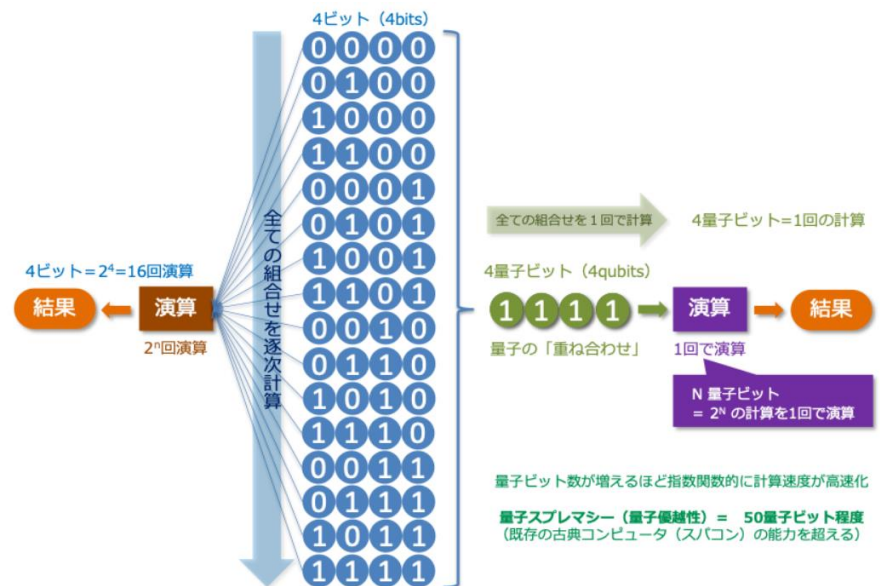 4ビット（4bits）
0000
0100
1000
1100
0001
0101
1001
1101
0010
0110
1010
1110
0011
0111
1011
1111
全ての組合せを逐次計算
4ビット＝2⁴=16回演算
結果
演算
2ⁿ回演算
全ての組合せを１回で計算
4量子ビット=1回の計算
4量子ビット（4qubits）
1111
演算
結果
量子の「重ね合わせ」
1回で演算
N 量子ビット
= 2ᴺ の計算を1回で演算
量子ビット数が増えるほど指数関数的に計算速度が高速化
量子スプレマシー（量子優越性）＝ 50量子ビット程度
（既存の古典コンピュータ（スパコン）の能力を超える）